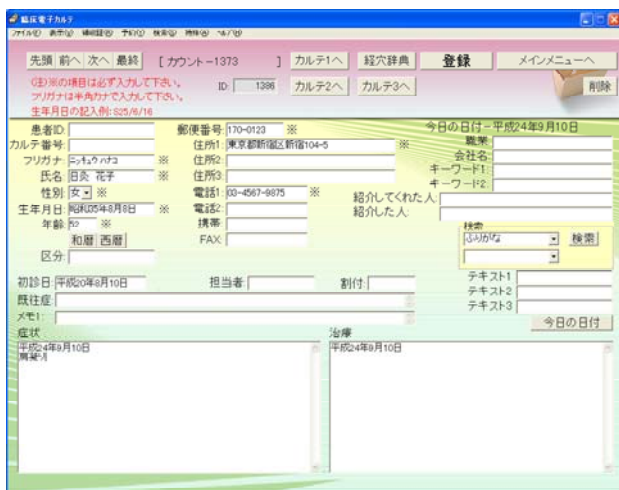 臨床電子カルテ
先頭 前へ 次へ 最終 [ カウント－1373 ] カルテ1へ 経穴辞典 登録 メインメニューへ
(注)※の項目は必ず入力して下さい。 ID: 1386 カルテ2へ カルテ3へ 削除
フリガナは半角カナで入力して下さい。
生年月日の記入例:S25/6/16
今日の日付－平成24年9月10日
患者ID: 郵便番号: 170-0123 ※ 職業:
カルテ番号: 住所1: 東京都新宿区新宿104-5 ※ 会社名:
フリガナ: ニッキュウ ハナコ ※ 住所2: キーワード1:
氏名: 日灸 花子 ※ 住所3: キーワード2:
性別: 女 ※ 電話1: 03-4567-9875 ※ 紹介してくれた人:
生年月日: 昭和35年8月8日 ※ 電話2: 紹介した人:
年齢: 52 ※ 携帯: 検索
和暦 西暦 FAX: ふりがな 検索
区分:
初診日: 平成20年8月10日 担当者: 割付: テキスト1
既往症: テキスト2
メモ1: テキスト3
今日の日付
症状 治療
平成24年9月10日 平成24年9月10日
肩凝り